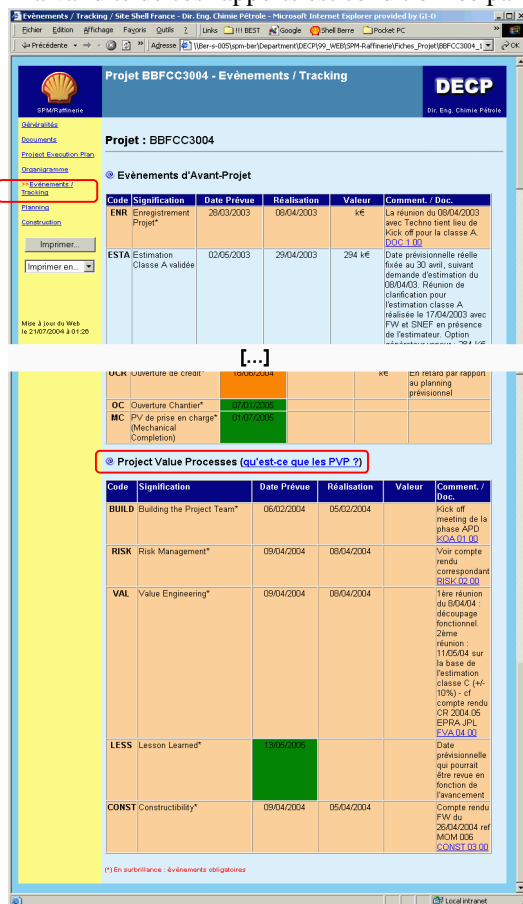 Evènements / Tracking / Site Shell France - Dir. Eng. Chimie Pétrole - Microsoft Internet Explorer provided by GI-D
Fichier Edition Affichage Favoris Outils ? Links !!! BEST Google Shell Berre Pocket PC
Précédente Adresse \\Ber-s-005\spm-ber\Department\DECP\99_WEB\SPM-Raffinerie\Fiches_Projet\BBFCC3004_1 OK
SPM/Raffinerie
Projet BBFCC3004 - Evènements / Tracking
DECP
Dir. Eng. Chimie Pétrole
Généralités
Documents
Project Execution Plan
Organigramme
>>Evénements /
Tracking
Planning
Construction
Imprimer...
Imprimer en...
Mise à jour du Web
le 21/07/2004 à 01:26
Projet : BBFCC3004
@ Evènements d'Avant-Projet
Code Signification Date Prévue Réalisation Valeur Comment. / Doc.
ENR Enregistrement Projet* 28/03/2003 08/04/2003 k€ La réunion du 08/04/2003
avec Techno tient lieu de
Kick off pour la classe A.
DOC 1 00
ESTA Estimation Classe A validée 02/05/2003 29/04/2003 294 k€ Date prévisionnelle réelle
fixée au 30 avril, suivant
demande d'estimation du
08/04/03. Réunion de
clarification pour
l'estimation classe A
réalisée le 17/04/2003 avec
FW et SNEF en présence
de l'estimateur. Option
[...]
OCR Ouverture de crédit* 18/06/2004 k€ En retard par rapport
au planning
prévisionnel
OC Ouverture Chantier* 07/01/2005
MC PV de prise en charge* 01/07/2005
(Mechanical
Completion)
@ Project Value Processes (qu'est-ce que les PVP ?)
Code Signification Date Prévue Réalisation Valeur Comment. /
Doc.
BUILD Building the Project Team* 06/02/2004 05/02/2004 Kick off
meeting de la
phase APD
KOA 01 00
RISK Risk Management* 09/04/2004 08/04/2004 Voir compte
rendu
correspondant
RISK 02 00
VAL Value Engineering* 09/04/2004 08/04/2004 1ère réunion
du 8/04/04 :
découpage
fonctionnel.
2ème
réunion :
11/05/04 sur
la base de
l'estimation
classe C (+/-
10%) - cf
compte rendu
CR 2004.05
EPRA JPL
FVA 04 00
LESS Lesson Learned* 13/05/2005 Date
prévisionnelle
qui pourrait
être revue en
fonction de
l'avancement
CONST Constructibility* 09/04/2004 05/04/2004 Compte rendu
FW du
26/04/2004 ref
MOM 006
CONST 03 00
(*) En surbrillance : événements obligatoires
Local intranet